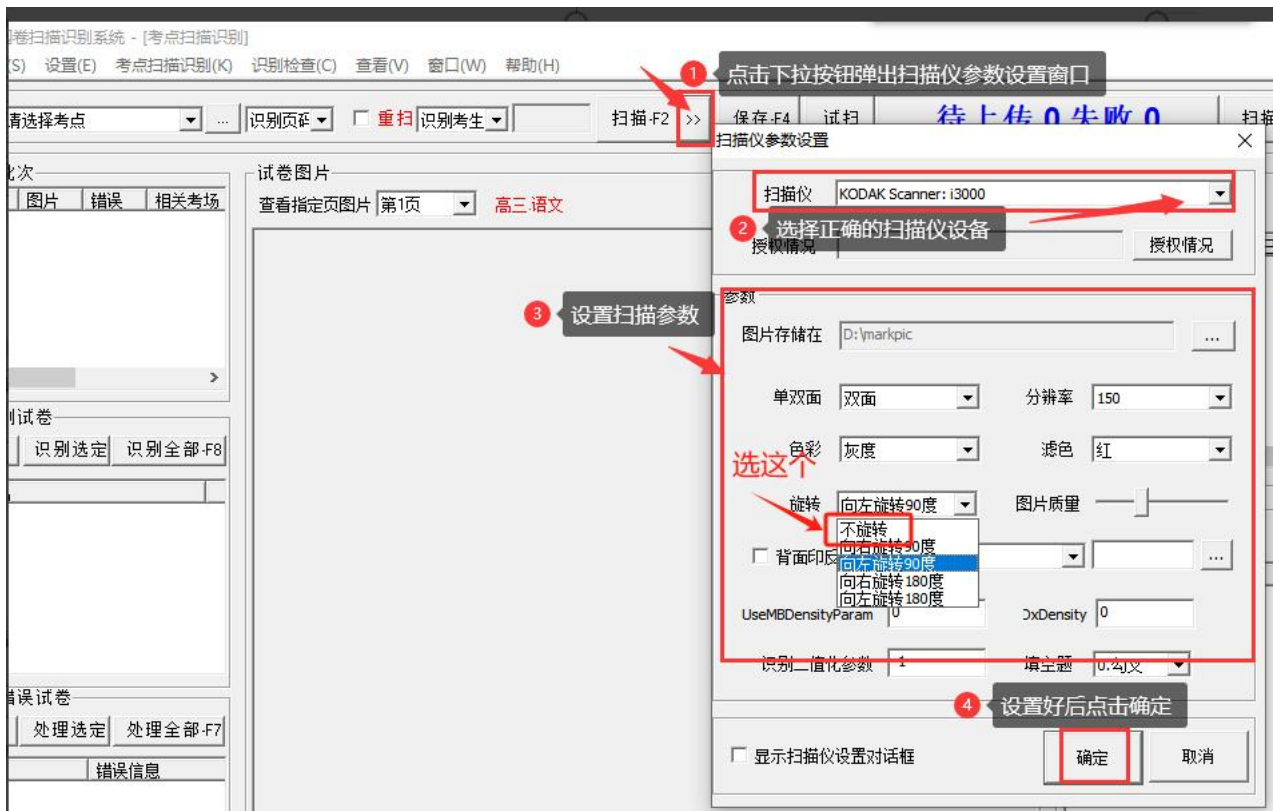 卷扫描识别系统 - [考点扫描识别]
(S) 设置(E) 考点扫描识别(K) 识别检查(C) 查看(V) 窗口(W) 帮助(H)
1 点击下拉按钮弹出扫描仪参数设置窗口
请选择考点 ... 识别页码 重扫 识别考生 扫描-F2 >> 保存-F4 试扫 待上传 0 失败 0 扫描
扫描仪参数设置
批次
试卷图片
图片 错误 相关考场
查看指定页图片 第1页 高三.语文
扫描仪 KODAK Scanner: i3000
2 选择正确的扫描仪设备
授权情况 授权情况
参数
3 设置扫描参数
图片存储在 D:\markpic ...
单双面 双面 分辨率 150
别试卷
识别选定 识别全部-F8
色彩 灰度 滤色 红
选这个
旋转 向左旋转90度 图片质量
不旋转
向右旋转90度
背面印反 向左旋转90度 ...
向右旋转180度
向左旋转180度
UseMBDensityParam 0 OxDensity 0
识别二值化参数 -1 填空题 0.勾叉
错误试卷
4 设置好后点击确定
处理选定 处理全部-F7
显示扫描仪设置对话框 确定 取消
错误信息